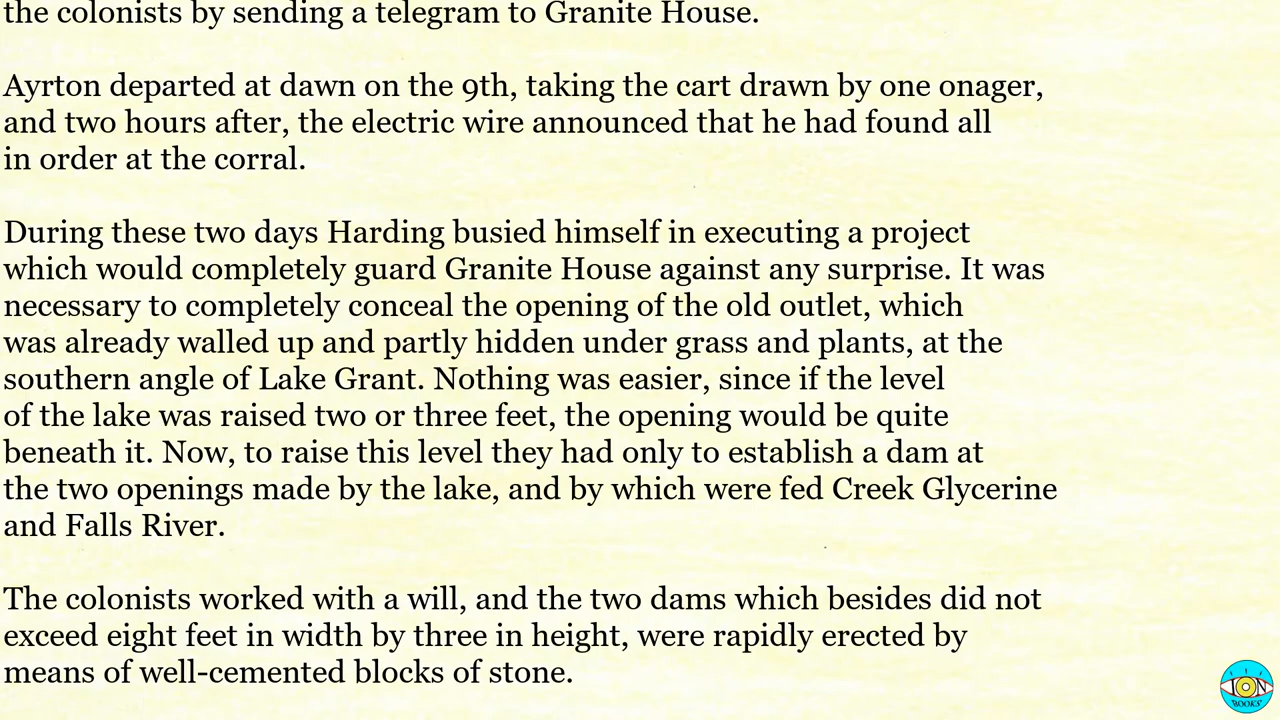 the colonists by sending a telegram to Granite House.
Ayrton departed at dawn on the 9th, taking the cart drawn by one onager,
and two hours after, the electric wire announced that he had found all
in order at the corral.
During these two days Harding busied himself in executing a project
which would completely guard Granite House against any surprise. It was
necessary to completely conceal the opening of the old outlet, which
was already walled up and partly hidden under grass and plants, at the
southern angle of Lake Grant. Nothing was easier, since if the level
of the lake was raised two or three feet, the opening would be quite
beneath it. Now, to raise this level they had only to establish a dam at
the two openings made by the lake, and by which were fed Creek Glycerine
and Falls River.
The colonists worked with a will, and the two dams which besides did not
exceed eight feet in width by three in height, were rapidly erected by
means of well-cemented blocks of stone.
ION
BOOKS